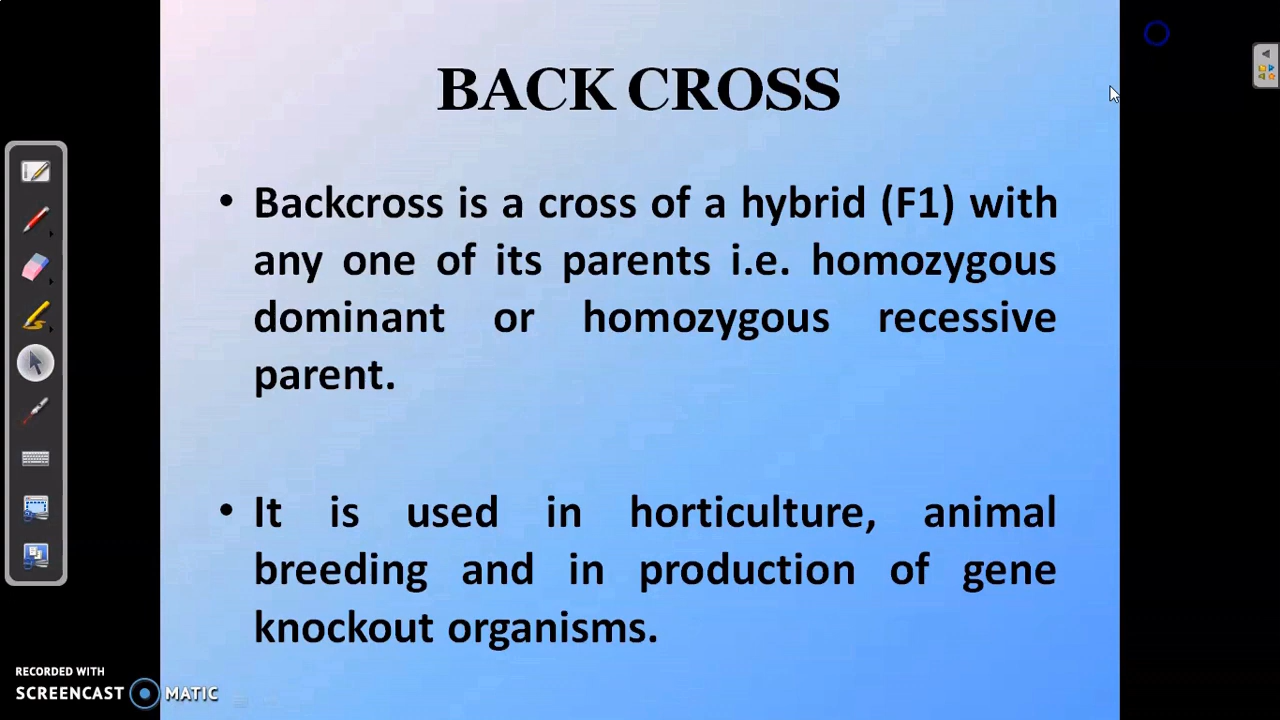 BACK CROSS
• Backcross is a cross of a hybrid (F1) with
any one of its parents i.e. homozygous
dominant or homozygous recessive
parent.
• It is used in horticulture, animal
breeding and in production of gene
knockout organisms.
RECORDED WITH
SCREENCAST MATIC